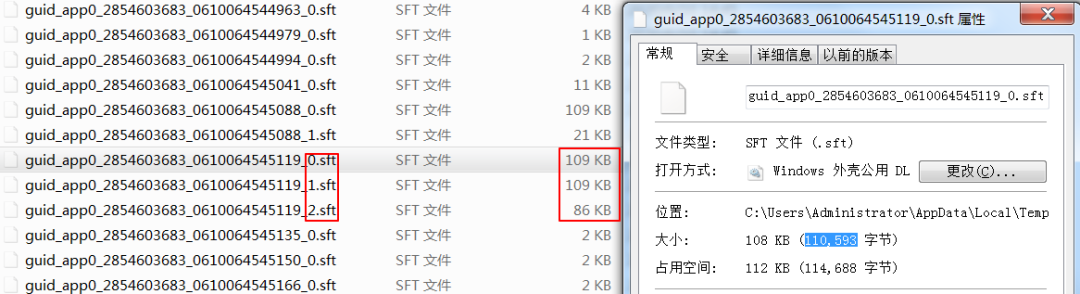 guid_app0_2854603683_0610064544963_0.sft SFT 文件 4 KB
guid_app0_2854603683_0610064544979_0.sft SFT 文件 1 KB
guid_app0_2854603683_0610064544994_0.sft SFT 文件 2 KB
guid_app0_2854603683_0610064545041_0.sft SFT 文件 11 KB
guid_app0_2854603683_0610064545088_0.sft SFT 文件 109 KB
guid_app0_2854603683_0610064545088_1.sft SFT 文件 21 KB
guid_app0_2854603683_0610064545119_0.sft SFT 文件 109 KB
guid_app0_2854603683_0610064545119_1.sft SFT 文件 109 KB
guid_app0_2854603683_0610064545119_2.sft SFT 文件 86 KB
guid_app0_2854603683_0610064545135_0.sft SFT 文件 2 KB
guid_app0_2854603683_0610064545150_0.sft SFT 文件 2 KB
guid_app0_2854603683_0610064545166_0.sft SFT 文件 2 KB
guid_app0_2854603683_0610064545119_0.sft 属性
常规 安全 详细信息 以前的版本
guid_app0_2854603683_0610064545119_0.sft
文件类型: SFT 文件 (.sft)
打开方式: Windows 外壳公用 DL 更改(C)...
位置: C:\Users\Administrator\AppData\Local\Temp
大小: 108 KB (110,593 字节)
占用空间: 112 KB (114,688 字节)